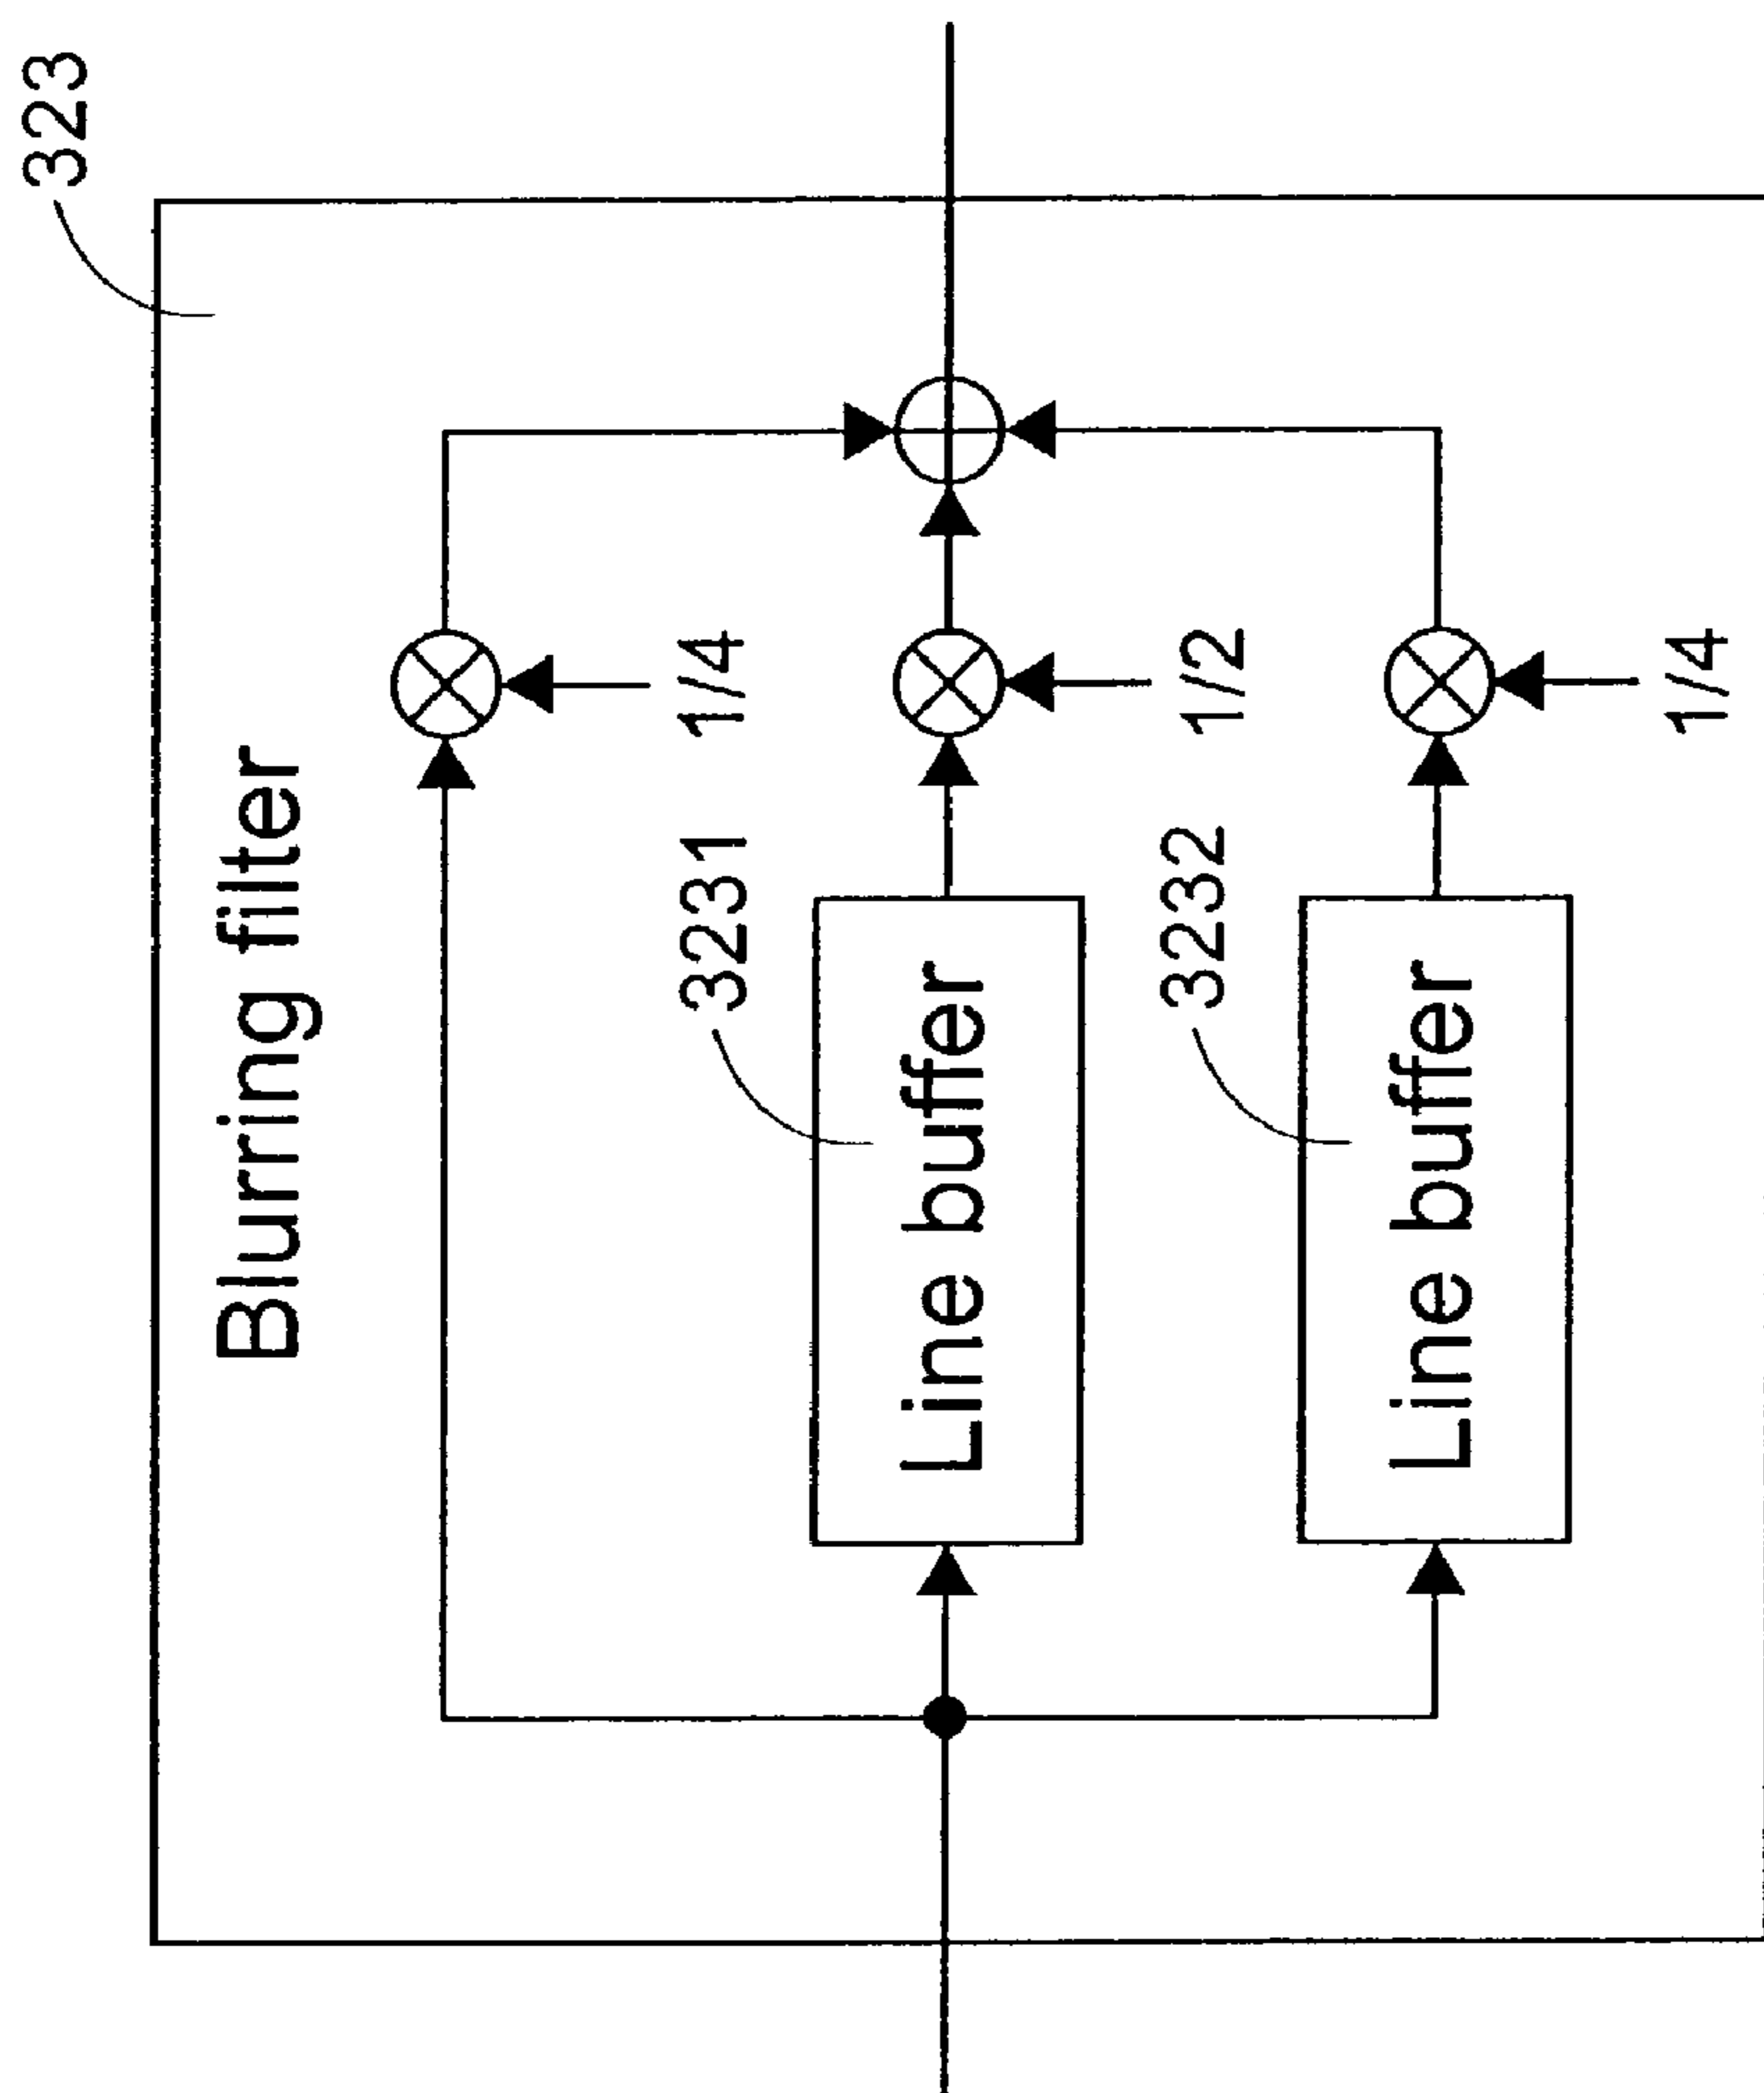 323
Blurring filter
1/4
3231
Line buffer
1/2
3232
Line buffer
1/4